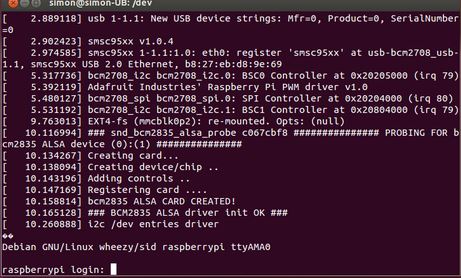 simon@simon-UB: /dev
[    2.889118] usb 1-1.1: New USB device strings: Mfr=0, Product=0, SerialNumber
=0
[    2.902423] smsc95xx v1.0.4
[    2.974585] smsc95xx 1-1.1:1.0: eth0: register 'smsc95xx' at usb-bcm2708_usb-
1.1, smsc95xx USB 2.0 Ethernet, b8:27:eb:d8:9e:69
[    5.317736] bcm2708_i2c bcm2708_i2c.0: BSC0 Controller at 0x20205000 (irq 79)
[    5.392119] Adafruit Industries' Raspberry Pi PWM driver v1.0
[    5.480127] bcm2708_spi bcm2708_spi.0: SPI Controller at 0x20204000 (irq 80)
[    5.531192] bcm2708_i2c bcm2708_i2c.1: BSC1 Controller at 0x20804000 (irq 79)
[    9.763013] EXT4-fs (mmcblk0p2): re-mounted. Opts: (null)
[   10.116994] ### snd_bcm2835_alsa_probe c067cbf8 ############### PROBING FOR b
cm2835 ALSA device (0):(1) ###############
[   10.134267] Creating card...
[   10.138094] Creating device/chip ..
[   10.143196] Adding controls ..
[   10.147169] Registering card ....
[   10.158814] bcm2835 ALSA CARD CREATED!
[   10.165128] ### BCM2835 ALSA driver init OK ###
[   10.260888] i2c /dev entries driver
��
Debian GNU/Linux wheezy/sid raspberrypi ttyAMA0
raspberrypi login: